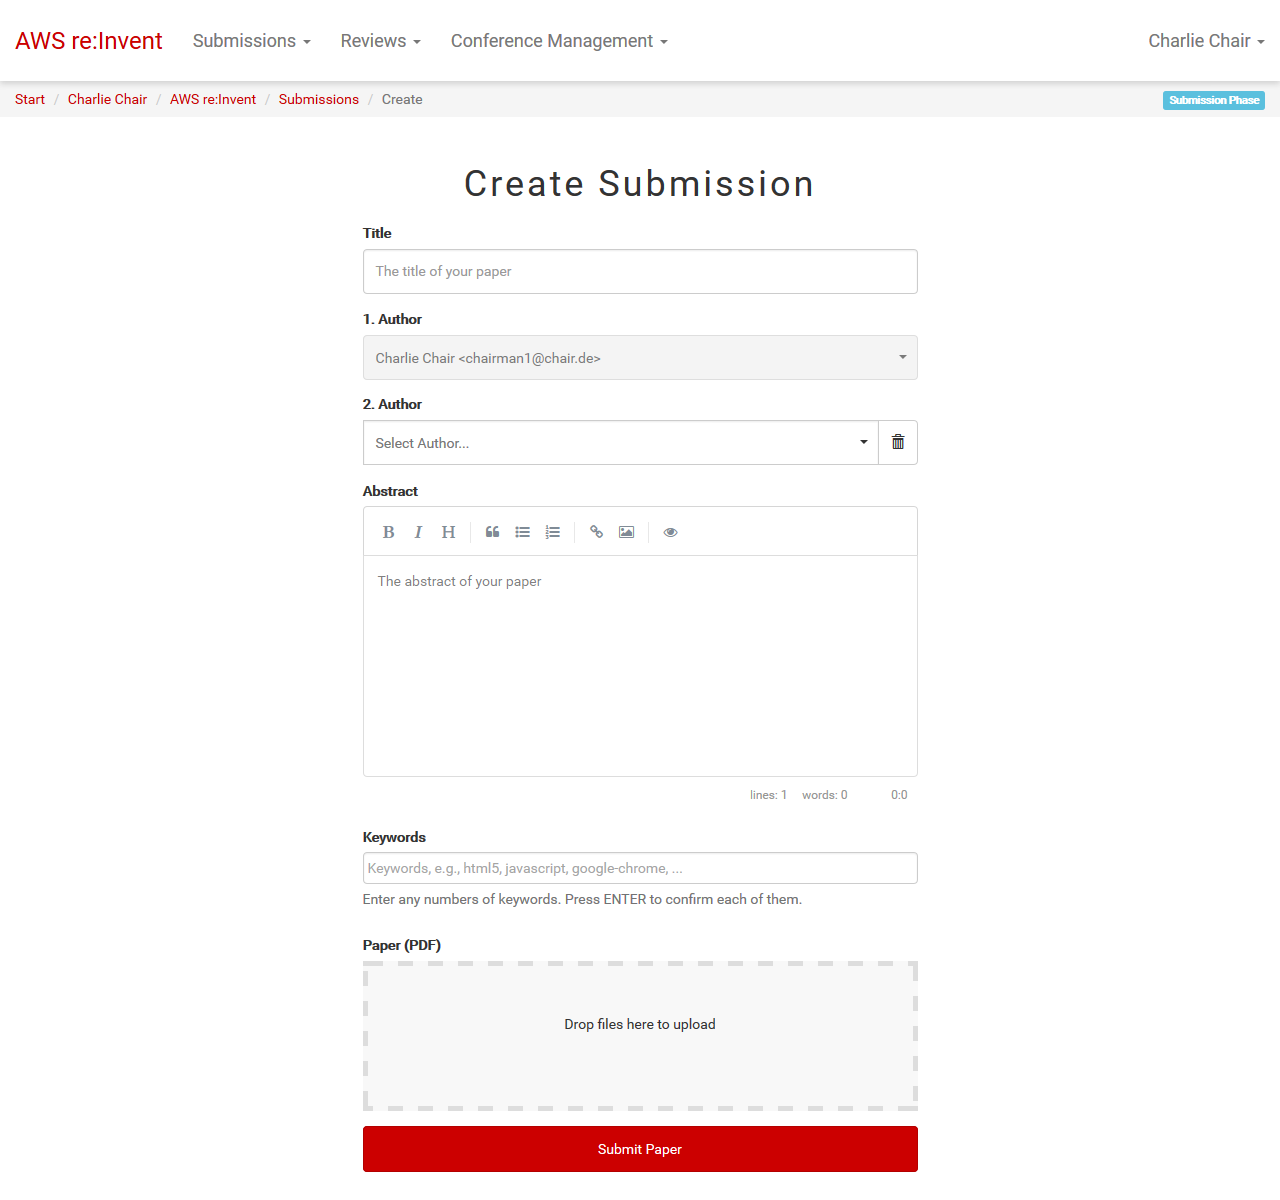 AWS re:Invent Submissions Reviews Conference Management Charlie Chair
Start / Charlie Chair / AWS re:Invent / Submissions / Create Submission Phase
Create Submission
Title
The title of your paper
1. Author
Charlie Chair <chairman1@chair.de>
2. Author
Select Author...
Abstract
B I H
The abstract of your paper
lines: 1 words: 0 0:0
Keywords
Keywords, e.g., html5, javascript, google-chrome, ...
Enter any numbers of keywords. Press ENTER to confirm each of them.
Paper (PDF)
Drop files here to upload
Submit Paper